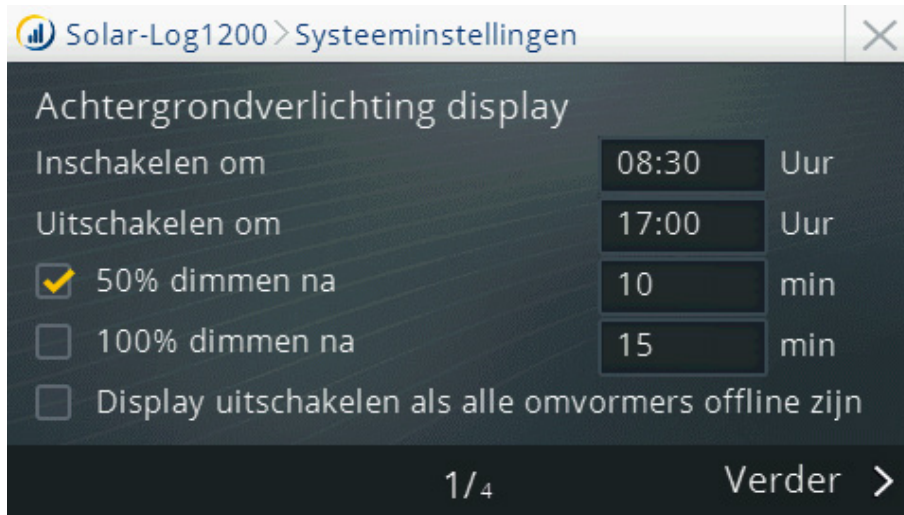 Solar-Log1200 > Systeeminstellingen
Achtergrondverlichting display
Inschakelen om 08:30 Uur
Uitschakelen om 17:00 Uur
50% dimmen na 10 min
100% dimmen na 15 min
Display uitschakelen als alle omvormers offline zijn
1/4 Verder >